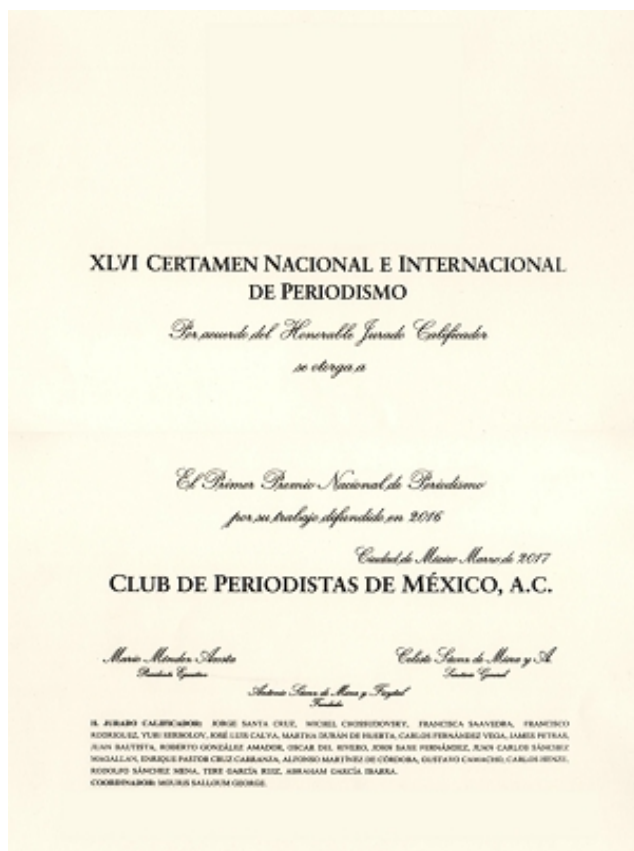 XLVI CERTAMEN NACIONAL E INTERNACIONAL
DE PERIODISMO
Por acuerdo del Honorable Jurado Calificador
se otorga a
El Primer Premio Nacional de Periodismo
por su trabajo difundido en 2016
Ciudad de México Marzo de 2017
CLUB DE PERIODISTAS DE MÉXICO, A.C.
Mario Méndez Acosta Celeste Sáenz de Miera y A.
Presidente Ejecutivo Secretaria General
Antonio Sáenz de Miera y Fieytal
Fundador
H. JURADO CALIFICADOR: JORGE SANTA CRUZ, MICHEL CHOSSUDOVSKY, FRANCISCA SAAVEDRA, FRANCISCO
RODRIGUEZ, YURI SERBOLOV, JOSÉ LUIS CALVA, MARTHA DURÁN DE HUERTA, CARLOS FERNÁNDEZ VEGA, JAMES PETRAS,
JUAN BAUTISTA, ROBERTO GONZÁLEZ AMADOR, OSCAR DEL RIVERO, JOHN SAXE FERNÁNDEZ, JUAN CARLOS SÁNCHEZ
MAGALLAN, ENRIQUE PASTOR CRUZ CARRANZA, ALFONSO MARTÍNEZ DE CÓRDOBA, GUSTAVO CAMACHO, CARLOS
RODOLFO SÁNCHEZ MENA, TERE GARCÍA RUIZ, ABRAHAM GARCÍA IBARRA.
COORDINADOR: MOURIS SALLOUM GEORGE.